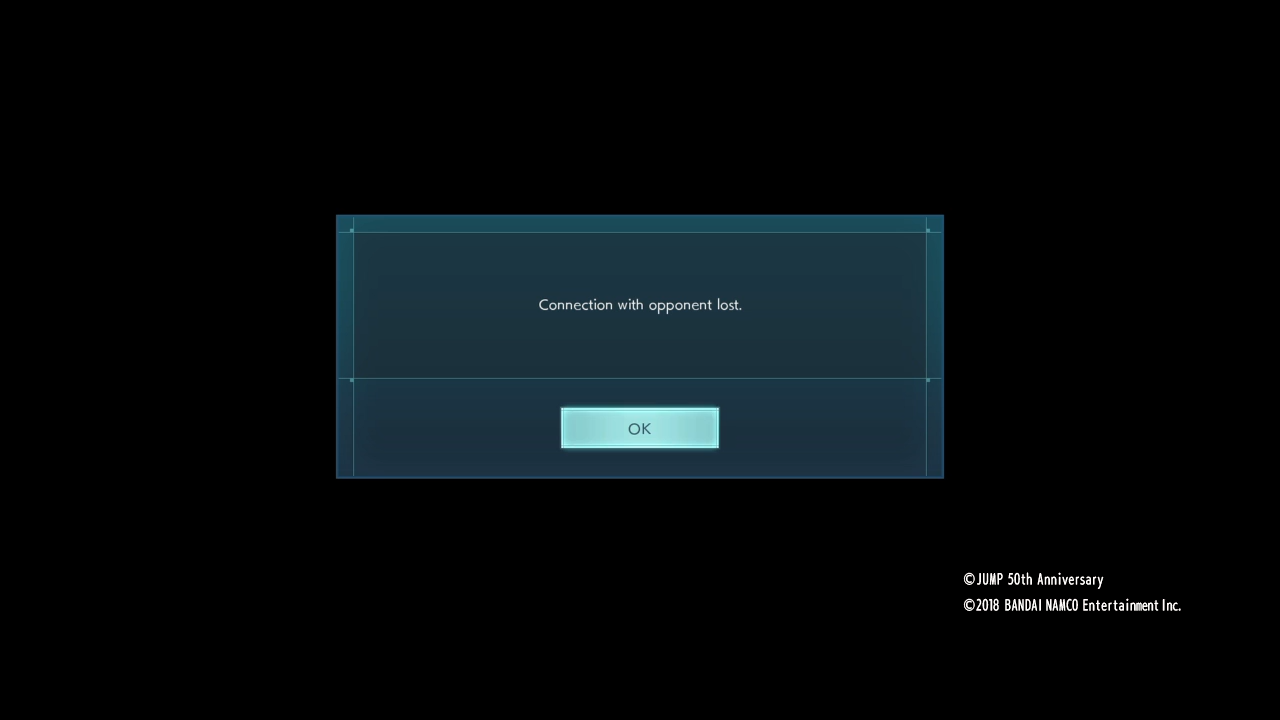 Connection with opponent lost.
OK
©JUMP 50th Anniversary
©2018 BANDAI NAMCO Entertainment Inc.